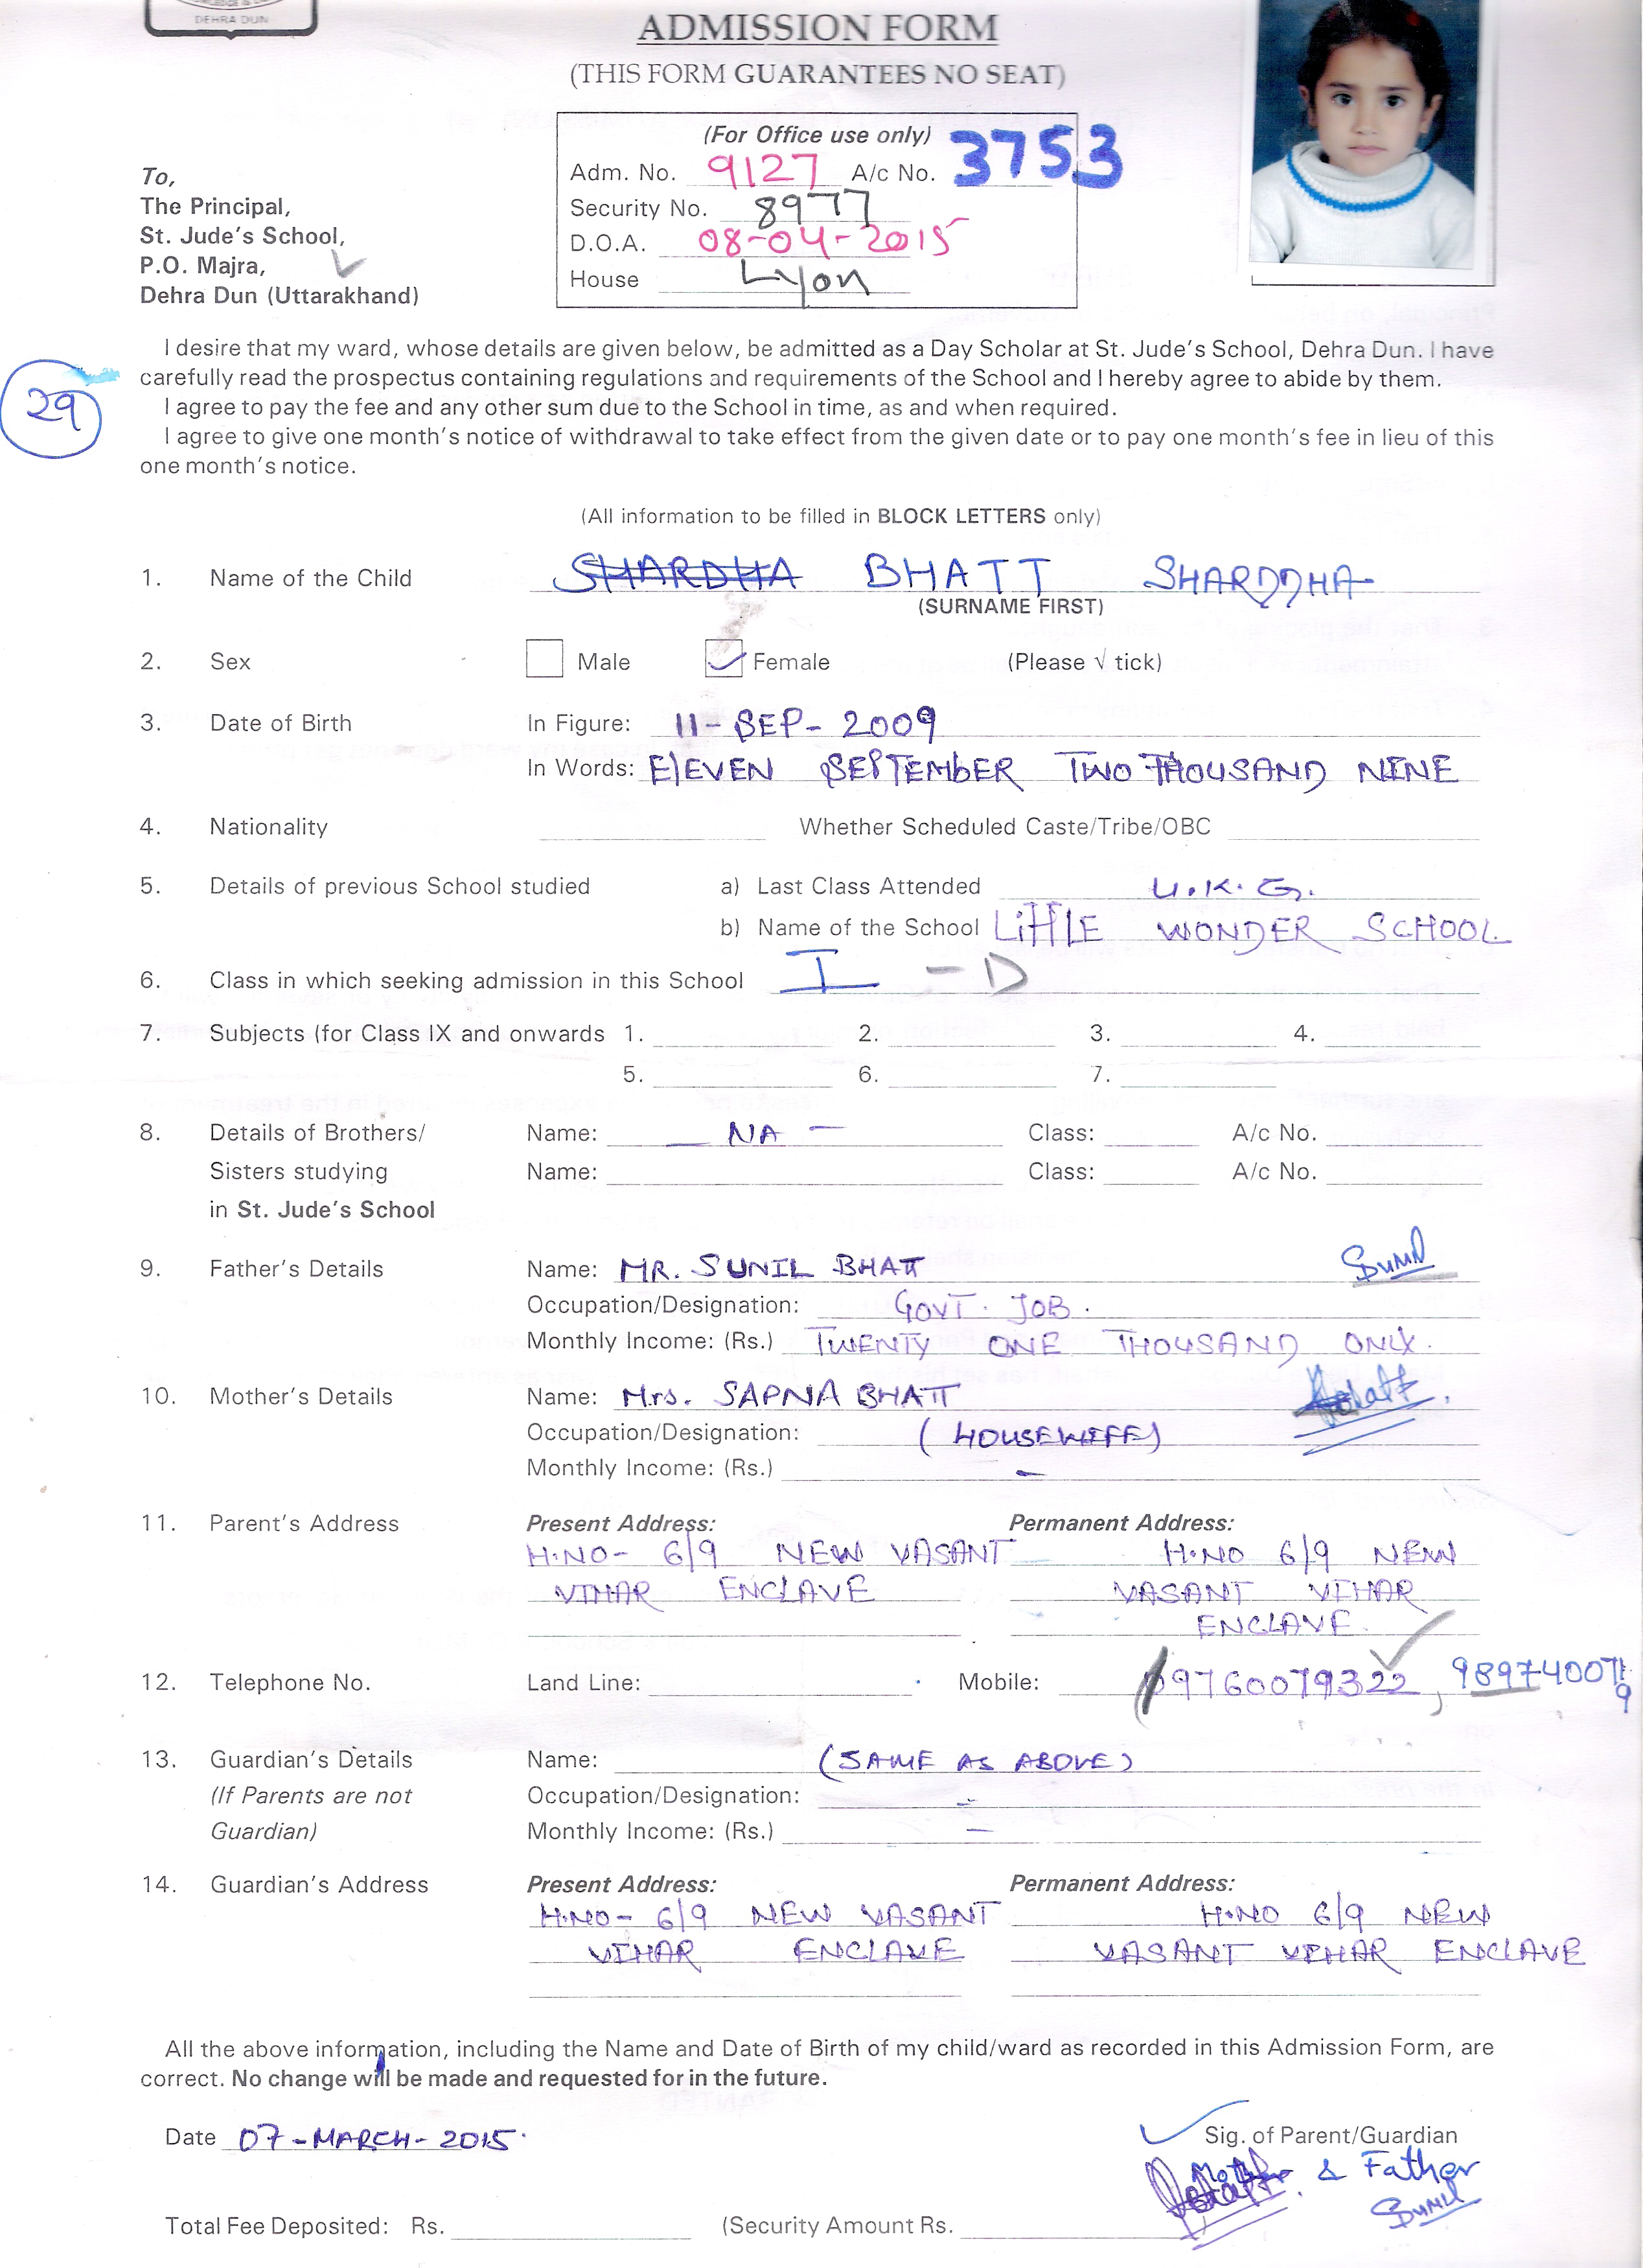 DEHRA DUN
ADMISSION FORM
(THIS FORM GUARANTEES NO SEAT)
(For Office use only)
Adm. No. 9127 A/c No. 3753
Security No. 8977
D.O.A. 08-04-2015
House Lyon
To,
The Principal,
St. Jude's School,
P.O. Majra,
Dehra Dun (Uttarakhand)
29
I desire that my ward, whose details are given below, be admitted as a Day Scholar at St. Jude's School, Dehra Dun. I have
carefully read the prospectus containing regulations and requirements of the School and I hereby agree to abide by them.
I agree to pay the fee and any other sum due to the School in time, as and when required.
I agree to give one month's notice of withdrawal to take effect from the given date or to pay one month's fee in lieu of this
one month's notice.
(All information to be filled in BLOCK LETTERS only)
1. Name of the Child SHARDHA BHATT SHARDDHA
(SURNAME FIRST)
2. Sex Male Female (Please √ tick)
3. Date of Birth In Figure: 11-SEP-2009
In Words: ElEVEN SEPTEMbER TWO THOUSAND NINE
4. Nationality Whether Scheduled Caste/Tribe/OBC
5. Details of previous School studied a) Last Class Attended U.K.G.
b) Name of the School LiTTLE WONDER SCHOOL
6. Class in which seeking admission in this School I - D
7. Subjects (for Class IX and onwards 1. 2. 3. 4.
5. 6. 7.
8. Details of Brothers/ Name: — NA — Class: A/c No.
Sisters studying Name: Class: A/c No.
in St. Jude's School
9. Father's Details Name: MR. SUNIL BHATT Sunil
Occupation/Designation: GOVT. JOB.
Monthly Income: (Rs.) TWENTY ONE THOUSAND ONLY.
10. Mother's Details Name: Mrs. SAPNA BHATT
Occupation/Designation: (HOUSEWIFE)
Monthly Income: (Rs.) -
11. Parent's Address Present Address: Permanent Address:
H.NO- 6/9 NEW VASANT H.NO 6/9 NEW
VIHAR ENCLAVE VASANT VIHAR
ENCLAVE.
12. Telephone No. Land Line: Mobile: 09760079322, 9897400719
13. Guardian's Details Name: (SAME AS ABOVE)
(If Parents are not Occupation/Designation: -
Guardian) Monthly Income: (Rs.) -
14. Guardian's Address Present Address: Permanent Address:
H.NO- 6/9 NEW VASANT H.NO 6/9 NEW
VIHAR ENCLAVE VASANT VIHAR ENCLAVE
All the above information, including the Name and Date of Birth of my child/ward as recorded in this Admission Form, are
correct. No change will be made and requested for in the future.
Date 07-MARCH-2015.
Sig. of Parent/Guardian
Mother & Father
Sunil
Total Fee Deposited: Rs. (Security Amount Rs. )